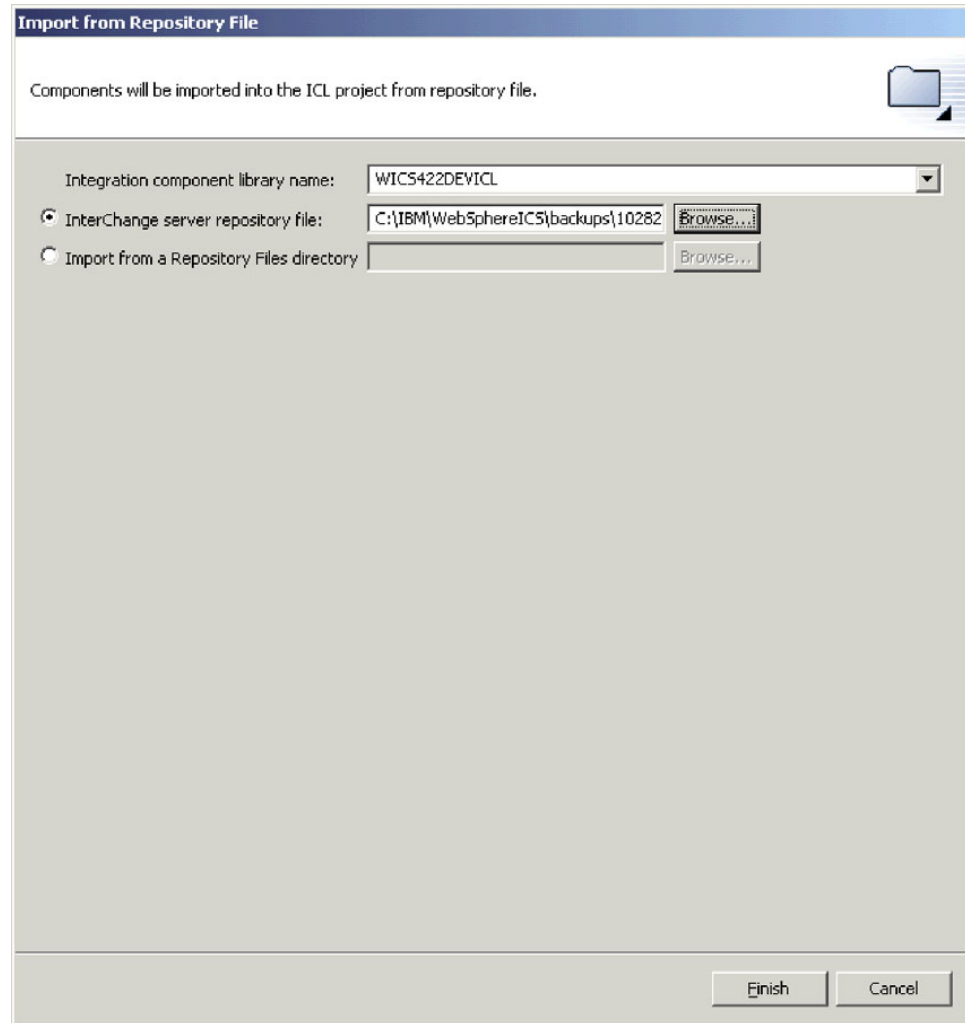 Import from Repository File
Components will be imported into the ICL project from repository file.
Integration component library name: WICS422DEVICL
InterChange server repository file: C:\IBM\WebSphereICS\backups\10282 Browse...
Import from a Repository Files directory Browse...
Finish Cancel